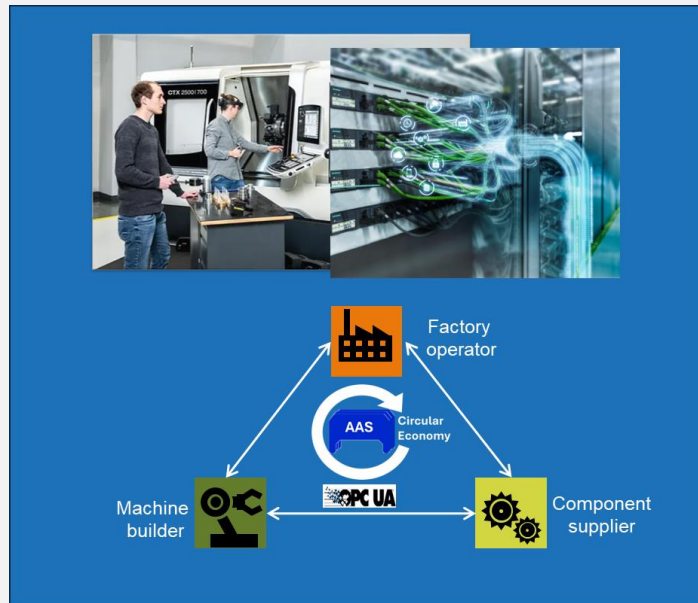 CTX 2500|700
Factory
operator
AAS
Circular
Economy
OPC UA
Machine
builder
Component
supplier